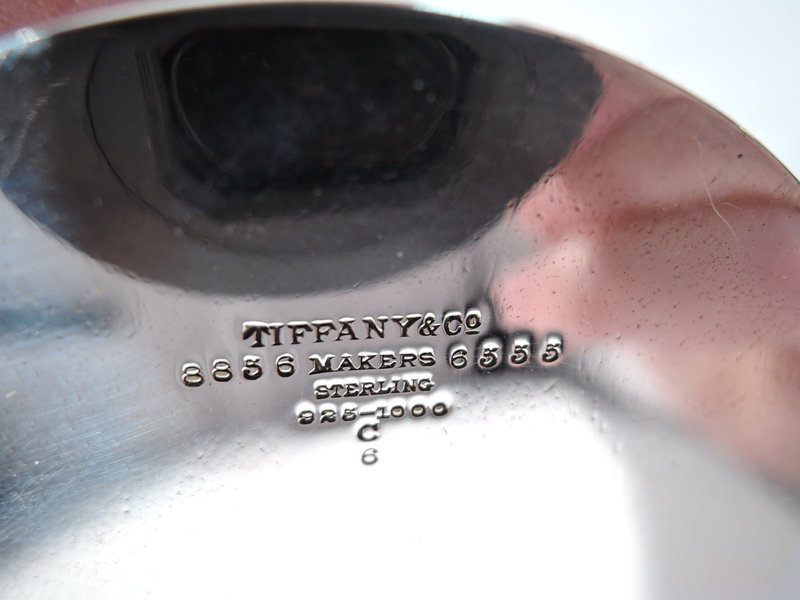 TIFFANY&Cº
8856 MAKERS 6555
STERLING
925-1000
C
6